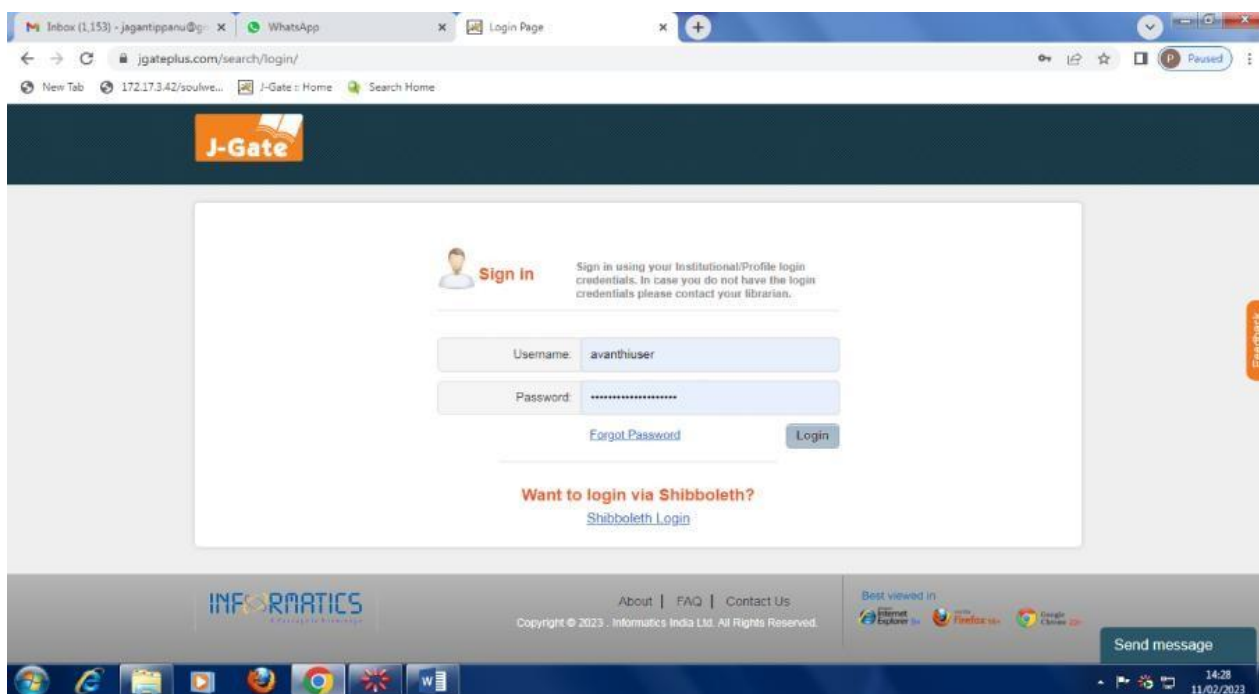 Inbox (1,153) - jagantippanu@g
WhatsApp
Login Page
jgateplus.com/search/login/
Paused
New Tab
172.17.3.42/soulwe...
J-Gate :: Home
Search Home
J-Gate
Sign in
Sign in using your Institutional/Profile login
credentials. In case you do not have the login
credentials please contact your librarian.
Feedback
Username:
avanthiuser
Password:
••••••••••••••••••••
Forgot Password
Login
Want to login via Shibboleth?
Shibboleth Login
INFORMATICS
About | FAQ | Contact Us
Copyright © 2023 . Informatics India Ltd. All Rights Reserved.
Best viewed in
Internet
Explorer
Firefox
Google
Chrome
Send message
14:28
11/02/2023